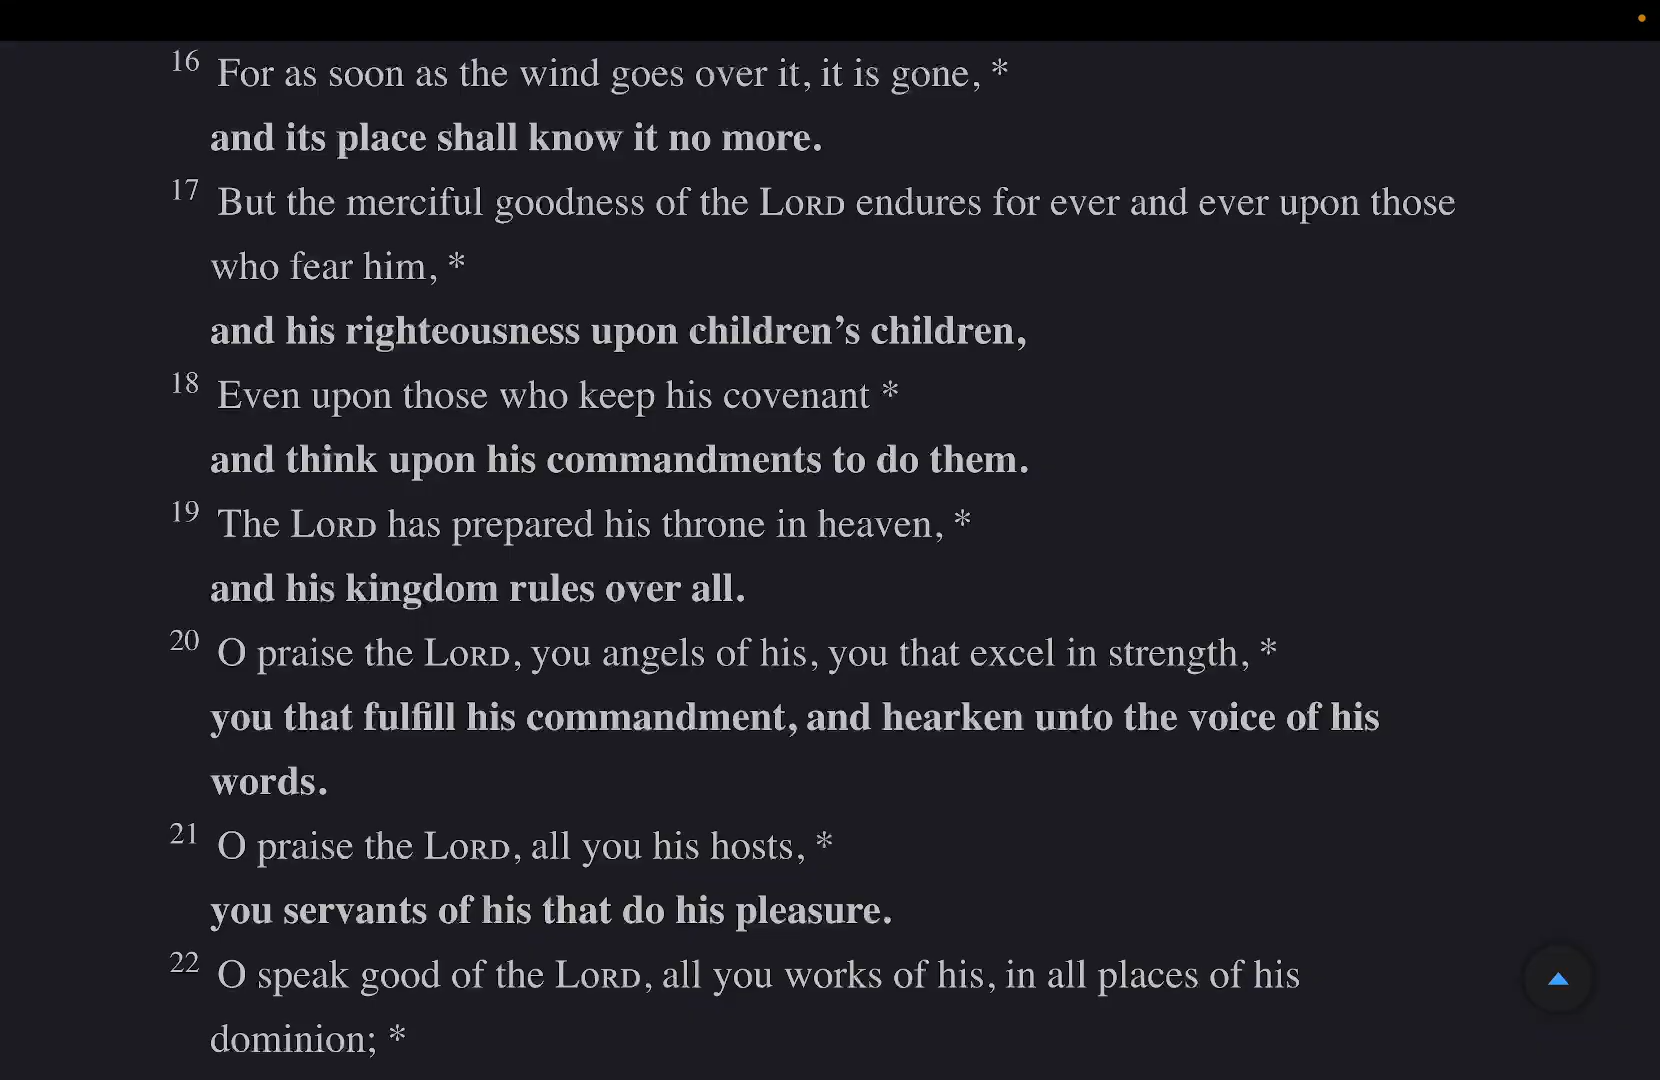 16 For as soon as the wind goes over it, it is gone, *
and its place shall know it no more.
17 But the merciful goodness of the LORD endures for ever and ever upon those
who fear him, *
and his righteousness upon children’s children,
18 Even upon those who keep his covenant *
and think upon his commandments to do them.
19 The LORD has prepared his throne in heaven, *
and his kingdom rules over all.
20 O praise the LORD, you angels of his, you that excel in strength, *
you that fulfill his commandment, and hearken unto the voice of his
words.
21 O praise the LORD, all you his hosts, *
you servants of his that do his pleasure.
22 O speak good of the LORD, all you works of his, in all places of his
dominion; *